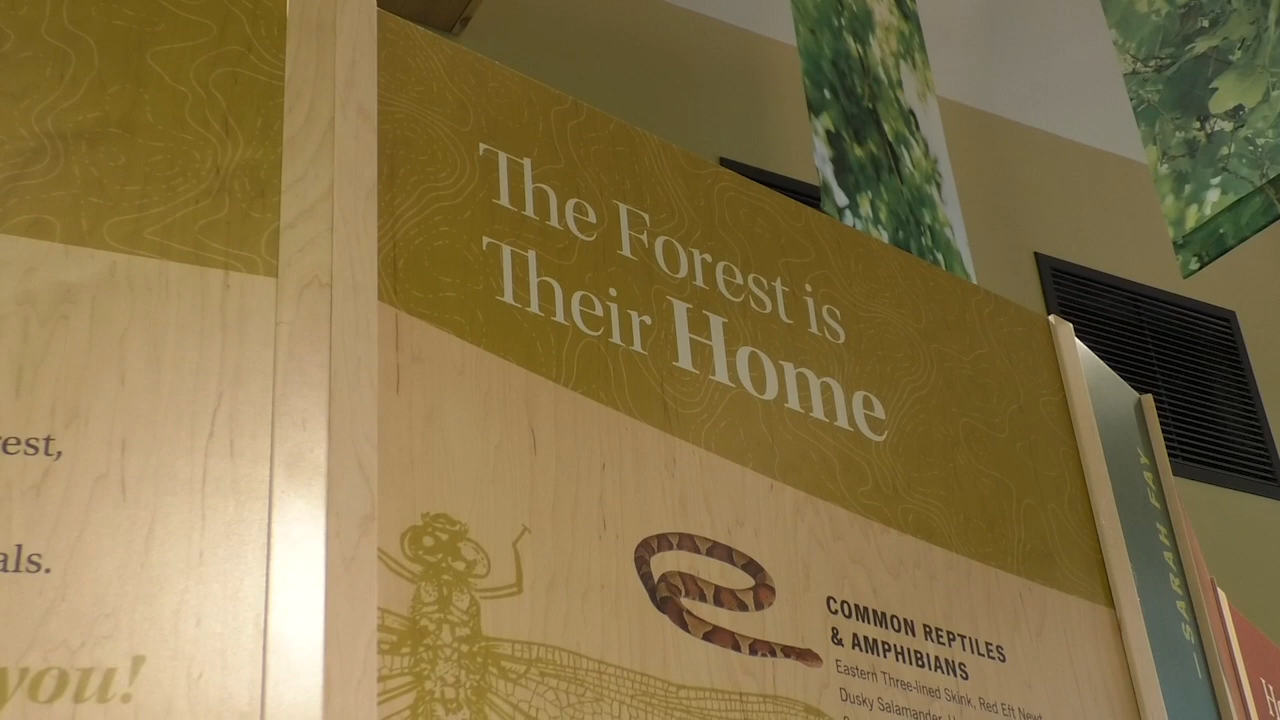 est,
als.
you!
The Forest is
Their Home
COMMON REPTILES
& AMPHIBIANS
Eastern Three-lined Skink, Red Eft Newt
Dusky Salamander,
—SARAH FAY